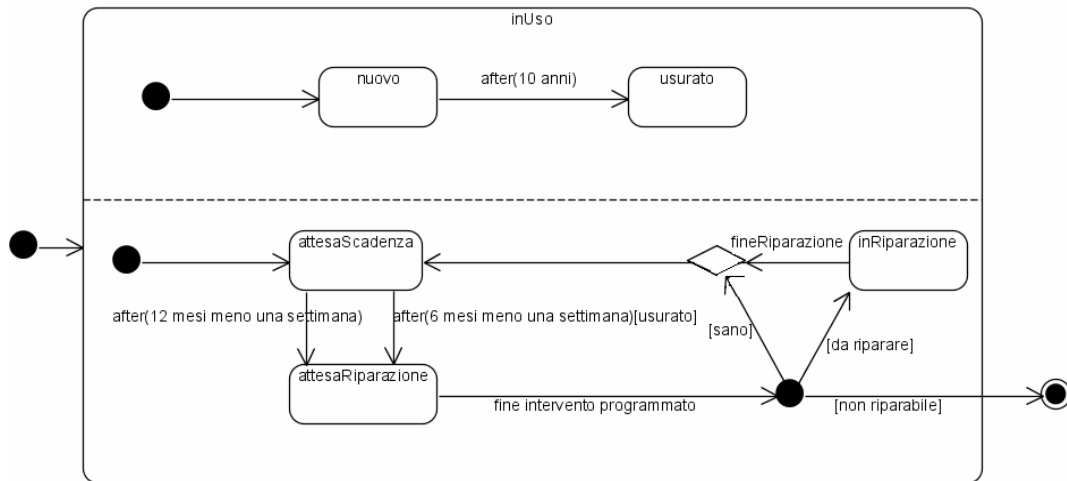 inUso
nuovo
after(10 anni)
usurato
attesaScadenza
fineRiparazione
inRiparazione
after(12 mesi meno una settimana)
after(6 mesi meno una settimana)[usurato]
[sano]
[da riparare]
attesaRiparazione
fine intervento programmato
[non riparabile]